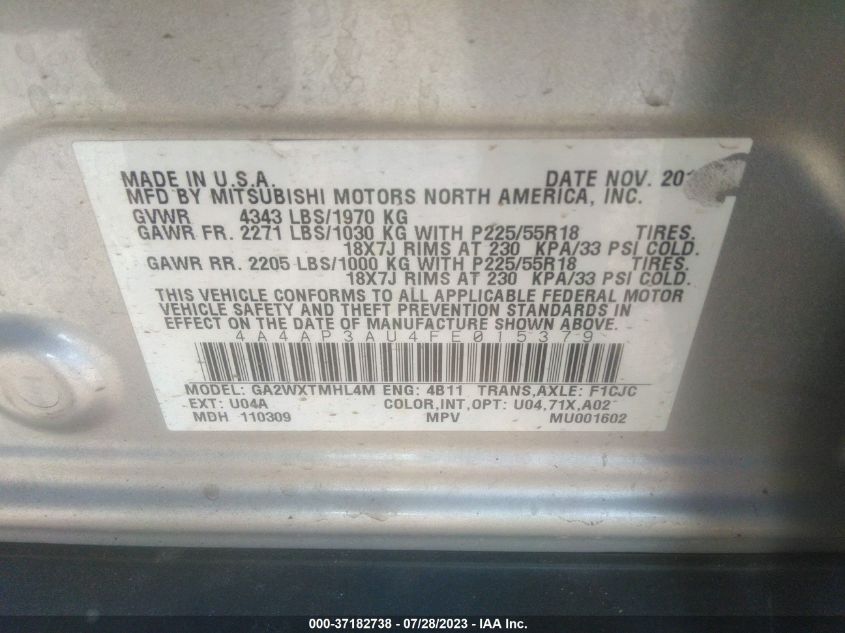 MADE IN U.S.A. DATE NOV. 201
MFD BY MITSUBISHI MOTORS NORTH AMERICA, INC.
GVWR 4343 LBS/1970 KG
GAWR FR. 2271 LBS/1030 KG WITH P225/55R18 TIRES.
18X7J RIMS AT 230 KPA/33 PSI COLD.
GAWR RR. 2205 LBS/1000 KG WITH P225/55R18 TIRES.
18X7J RIMS AT 230 KPA/33 PSI COLD.
THIS VEHICLE CONFORMS TO ALL APPLICABLE FEDERAL MOTOR
VEHICLE SAFETY AND THEFT PREVENTION STANDARDS IN
EFFECT ON THE DATE OF MANUFACTURE SHOWN ABOVE.
4A4AP3AU4FE015379
MODEL: GA2WXTMHL4M ENG: 4B11 TRANS,AXLE: F1CJC
EXT: U04A COLOR,INT,OPT: U04,71X,A02
MDH 110309 MPV MU001602
000-37182738 - 07/28/2023 - IAA Inc.